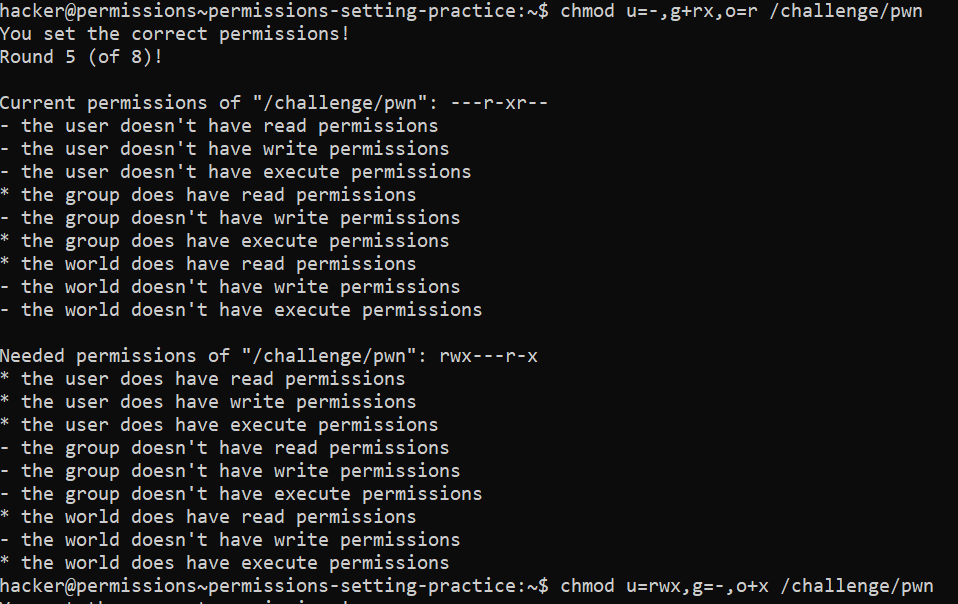 hacker@permissions~permissions-setting-practice:~$ chmod u=-,g+rx,o=r /challenge/pwn
You set the correct permissions!
Round 5 (of 8)!
Current permissions of "/challenge/pwn": ---r-xr--
- the user doesn't have read permissions
- the user doesn't have write permissions
- the user doesn't have execute permissions
* the group does have read permissions
- the group doesn't have write permissions
* the group does have execute permissions
* the world does have read permissions
- the world doesn't have write permissions
- the world doesn't have execute permissions
Needed permissions of "/challenge/pwn": rwx---r-x
* the user does have read permissions
* the user does have write permissions
* the user does have execute permissions
- the group doesn't have read permissions
- the group doesn't have write permissions
- the group doesn't have execute permissions
* the world does have read permissions
- the world doesn't have write permissions
* the world does have execute permissions
hacker@permissions~permissions-setting-practice:~$ chmod u=rwx,g=-,o+x /challenge/pwn